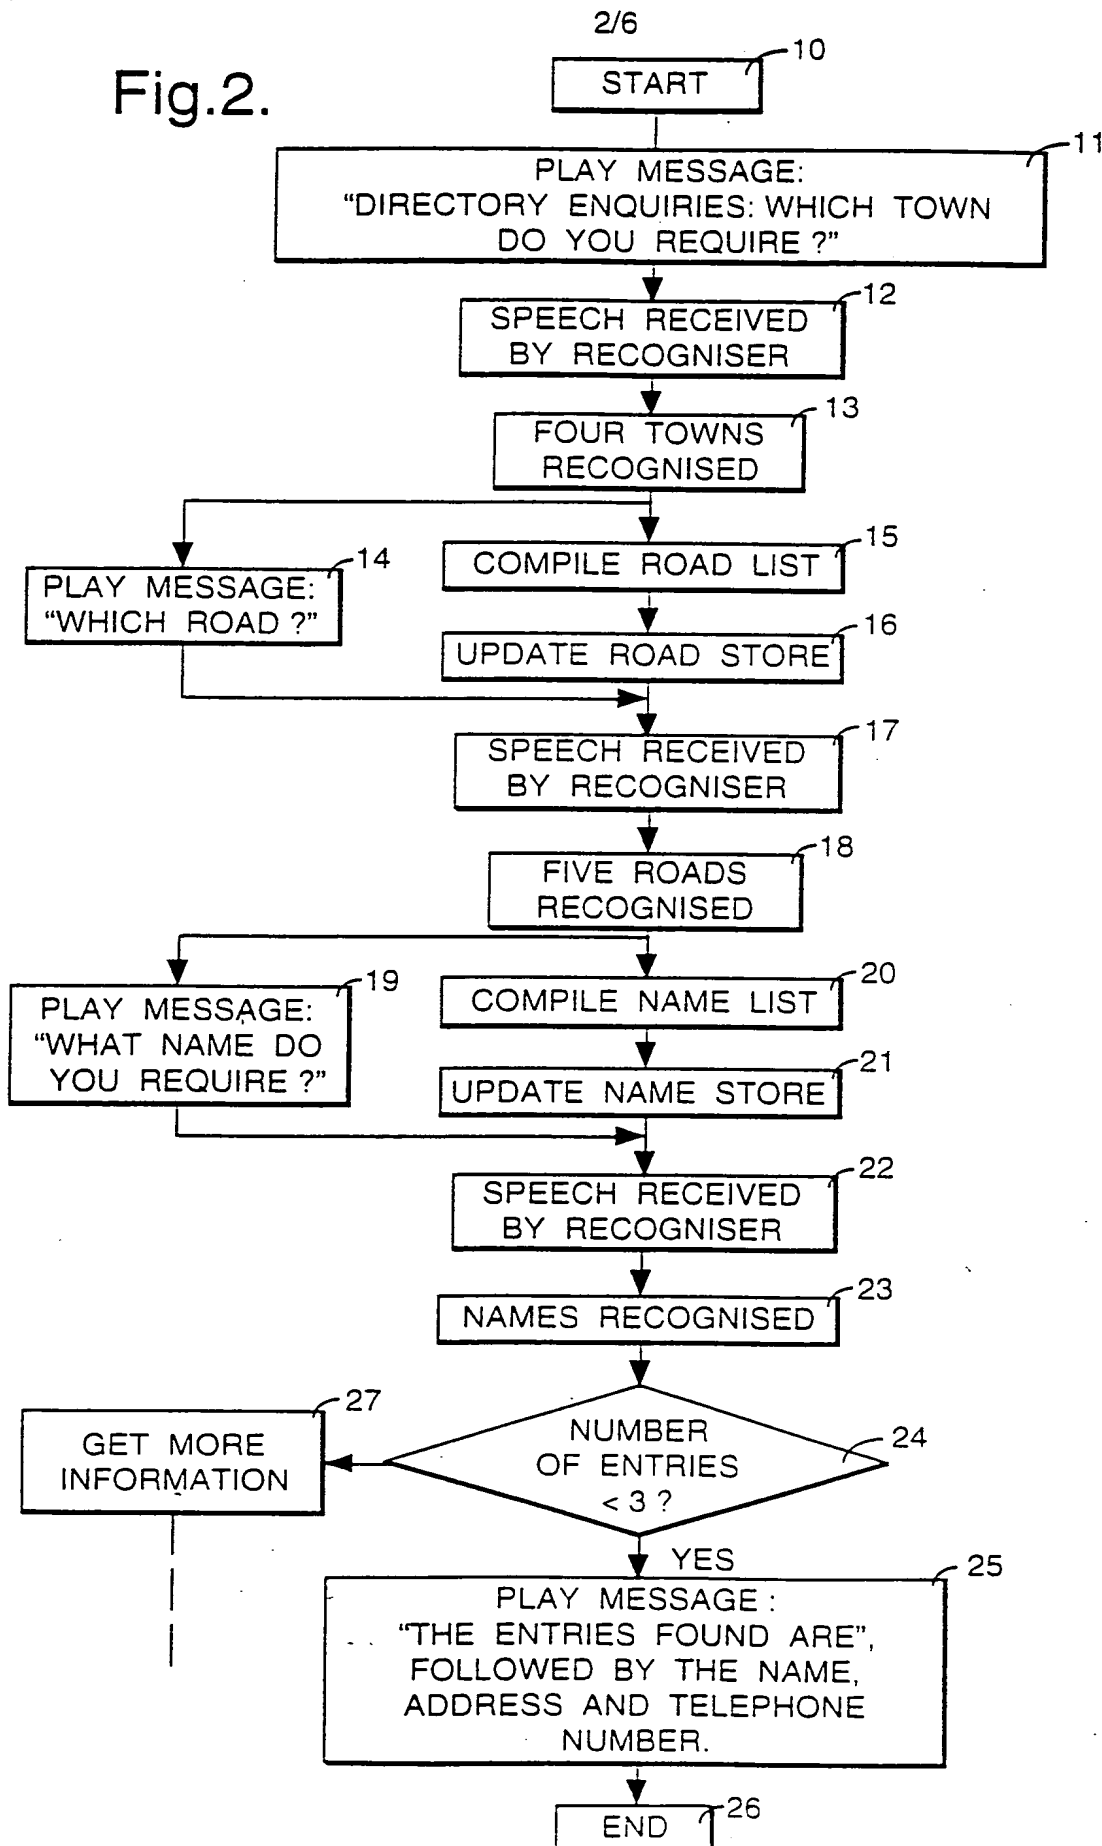 2/6
Fig.2.
10
START
11
PLAY MESSAGE:
“DIRECTORY ENQUIRIES: WHICH TOWN
DO YOU REQUIRE ?”
12
SPEECH RECEIVED
BY RECOGNISER
13
FOUR TOWNS
RECOGNISED
14
PLAY MESSAGE:
“WHICH ROAD ?”
15
COMPILE ROAD LIST
16
UPDATE ROAD STORE
17
SPEECH RECEIVED
BY RECOGNISER
18
FIVE ROADS
RECOGNISED
19
PLAY MESSAGE:
“WHAT NAME DO
YOU REQUIRE ?”
20
COMPILE NAME LIST
21
UPDATE NAME STORE
22
SPEECH RECEIVED
BY RECOGNISER
23
NAMES RECOGNISED
24
NUMBER
OF ENTRIES
< 3 ?
27
GET MORE
INFORMATION
YES
25
PLAY MESSAGE :
“THE ENTRIES FOUND ARE”,
FOLLOWED BY THE NAME,
ADDRESS AND TELEPHONE
NUMBER.
26
END